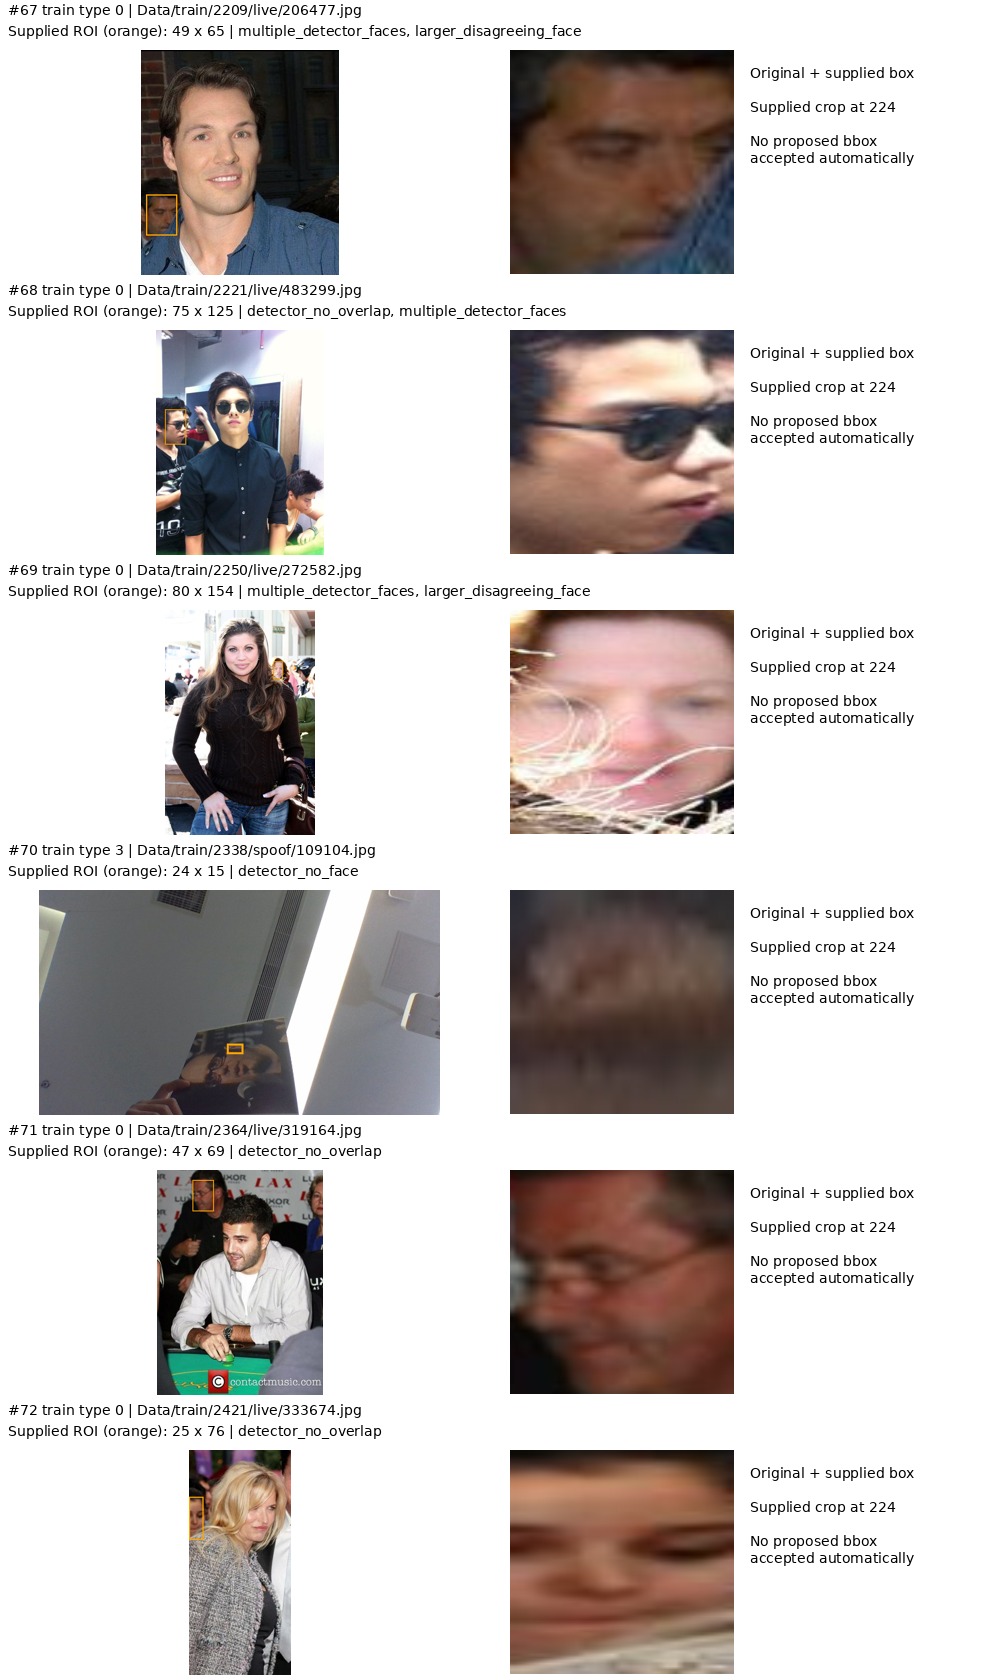 #67 train type 0 | Data/train/2209/live/206477.jpg
Supplied ROI (orange): 49 x 65 | multiple_detector_faces, larger_disagreeing_face
Original + supplied box
Supplied crop at 224
No proposed bbox
accepted automatically
#68 train type 0 | Data/train/2221/live/483299.jpg
Supplied ROI (orange): 75 x 125 | detector_no_overlap, multiple_detector_faces
Original + supplied box
Supplied crop at 224
No proposed bbox
accepted automatically
10
#69 train type 0 | Data/train/2250/live/272582.jpg
Supplied ROI (orange): 80 x 154 | multiple_detector_faces, larger_disagreeing_face
Original + supplied box
Supplied crop at 224
No proposed bbox
accepted automatically
#70 train type 3 | Data/train/2338/spoof/109104.jpg
Supplied ROI (orange): 24 x 15 | detector_no_face
Original + supplied box
Supplied crop at 224
No proposed bbox
accepted automatically
#71 train type 0 | Data/train/2364/live/319164.jpg
Supplied ROI (orange): 47 x 69 | detector_no_overlap
LAX
Original + supplied box
Supplied crop at 224
No proposed bbox
accepted automatically
contactmusic.com
#72 train type 0 | Data/train/2421/live/333674.jpg
Supplied ROI (orange): 25 x 76 | detector_no_overlap
Original + supplied box
Supplied crop at 224
No proposed bbox
accepted automatically